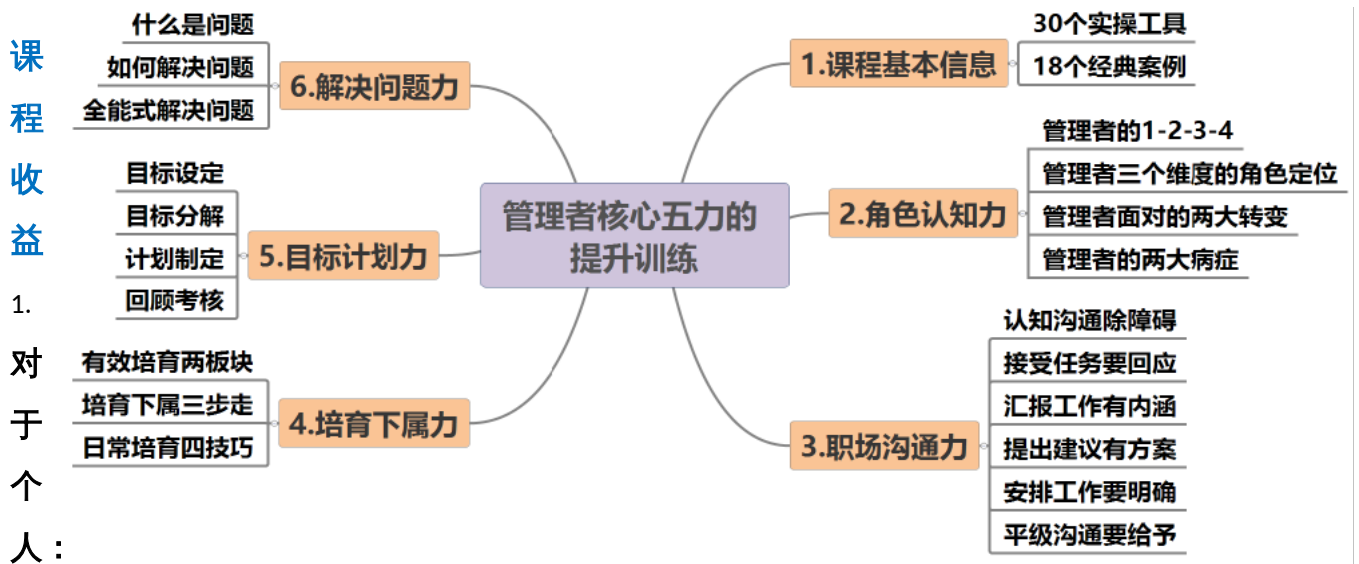 课
程
收
益
1.
对
于
个
人：
管理者核心五力的
提升训练
1.课程基本信息
30个实操工具
18个经典案例
2.角色认知力
管理者的1-2-3-4
管理者三个维度的角色定位
管理者面对的两大转变
管理者的两大病症
3.职场沟通力
认知沟通除障碍
接受任务要回应
汇报工作有内涵
提出建议有方案
安排工作要明确
平级沟通要给予
4.培育下属力
有效培育两板块
培育下属三步走
日常培育四技巧
5.目标计划力
目标设定
目标分解
计划制定
回顾考核
6.解决问题力
什么是问题
如何解决问题
全能式解决问题